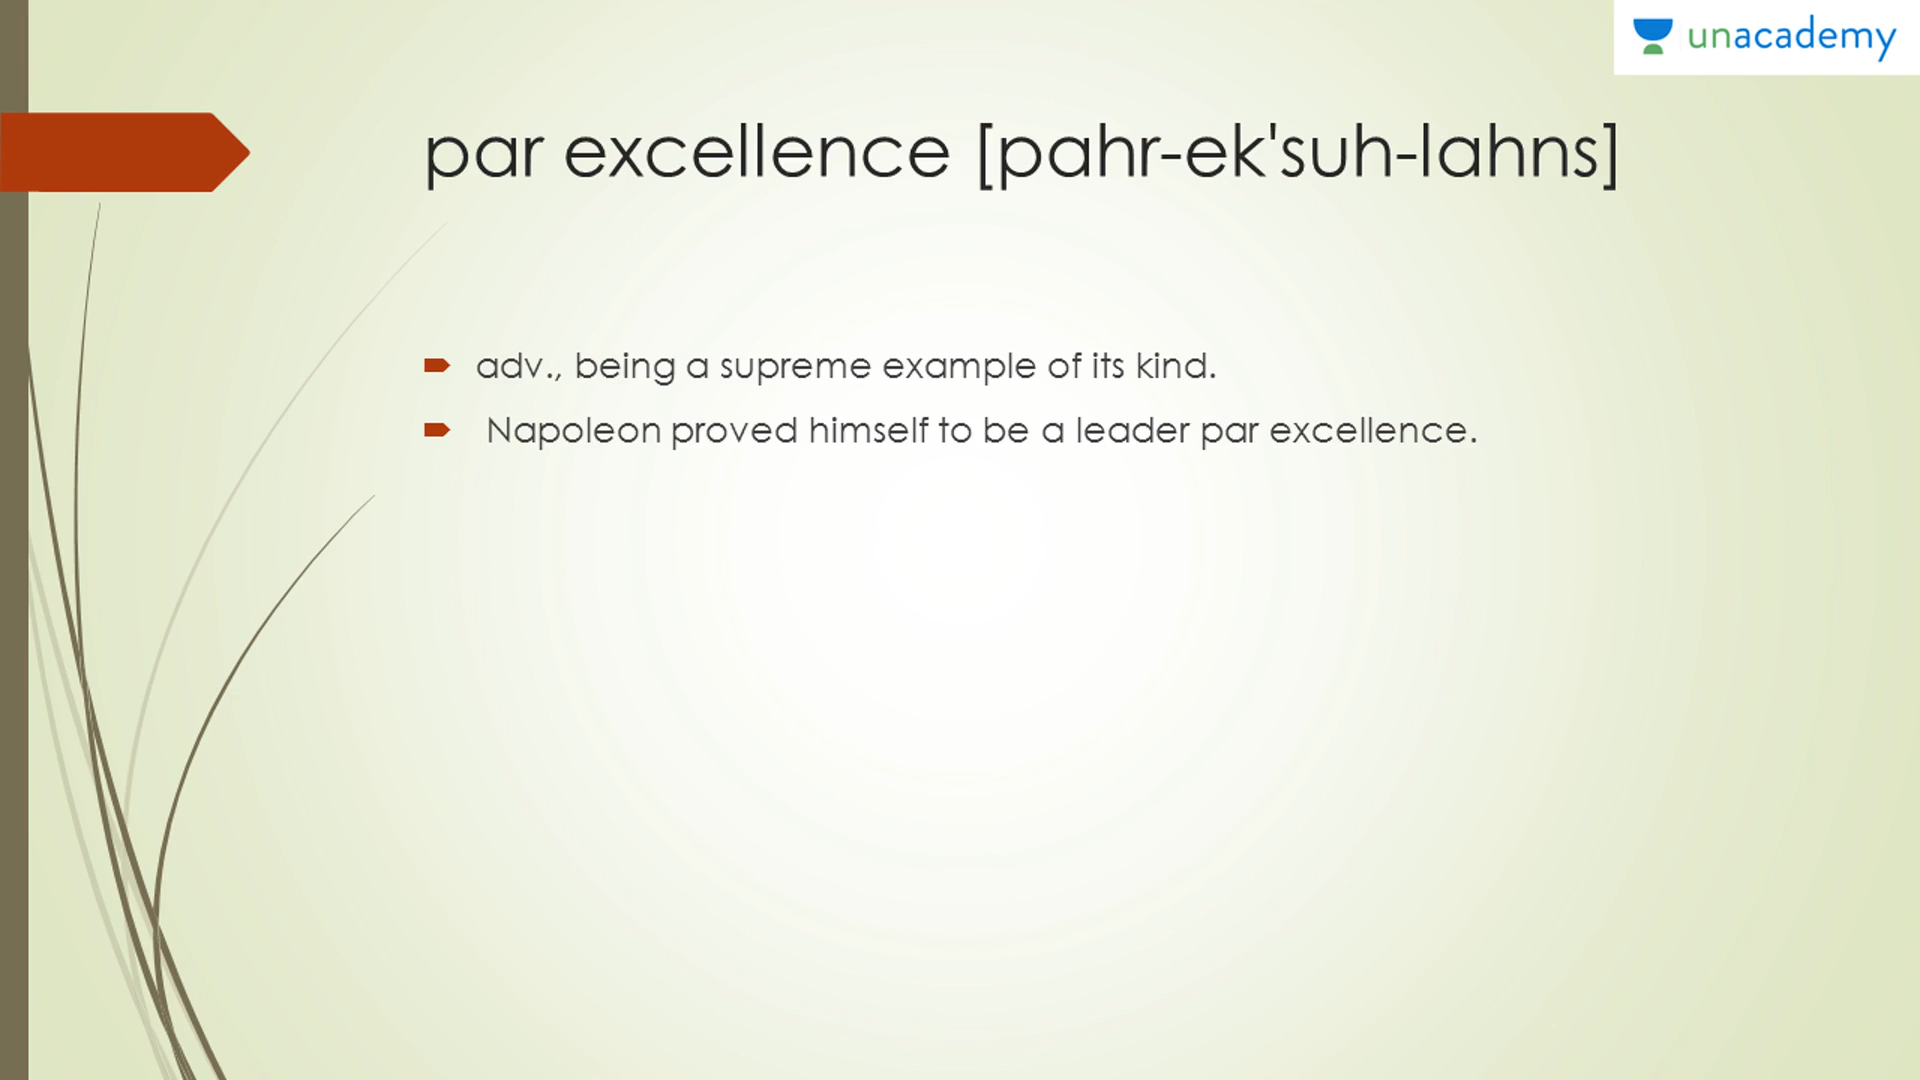 unacademy
par excellence [pahr-ek'suh-lahns]
adv., being a supreme example of its kind.
Napoleon proved himself to be a leader par excellence.